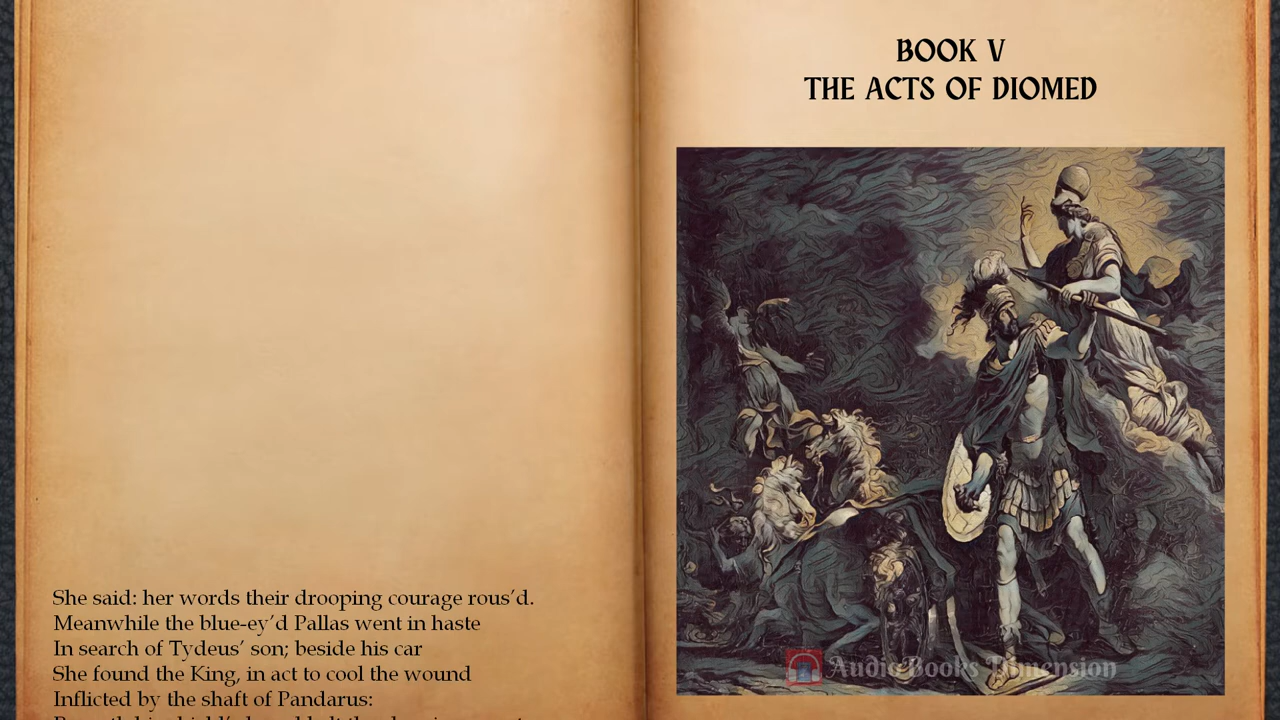 She said: her words their drooping courage rous’d.
Meanwhile the blue-ey’d Pallas went in haste
In search of Tydeus’ son; beside his car
She found the King, in act to cool the wound
Inflicted by the shaft of Pandarus:
BOOK V
THE ACTS OF DIOMED
AudioBooks Dimension